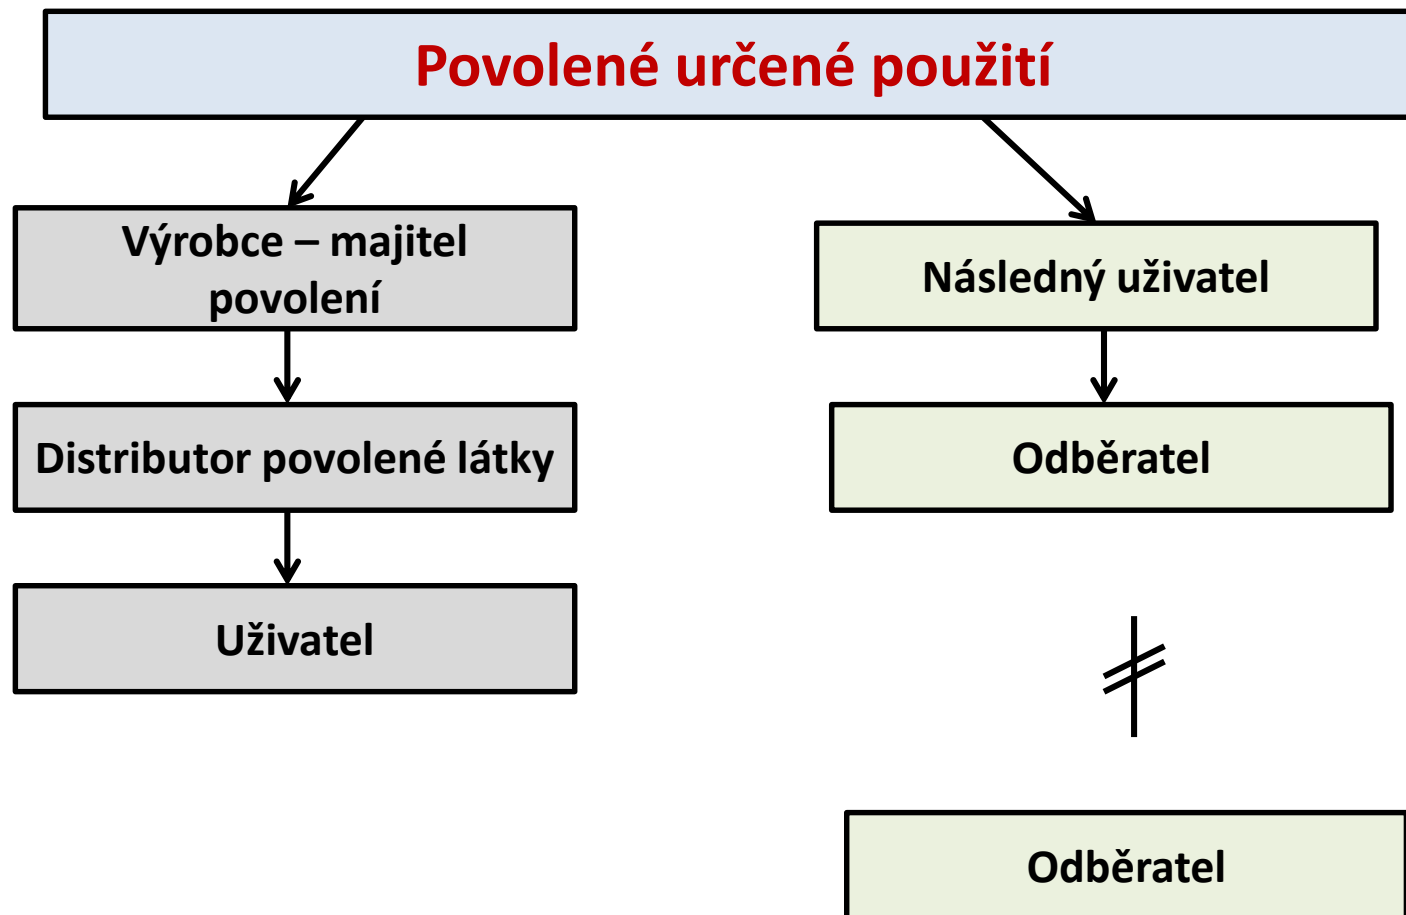 Povolené určené použití
Výrobce – majitel
povolení
Následný uživatel
Distributor povolené látky
Odběratel
Uživatel
Odběratel